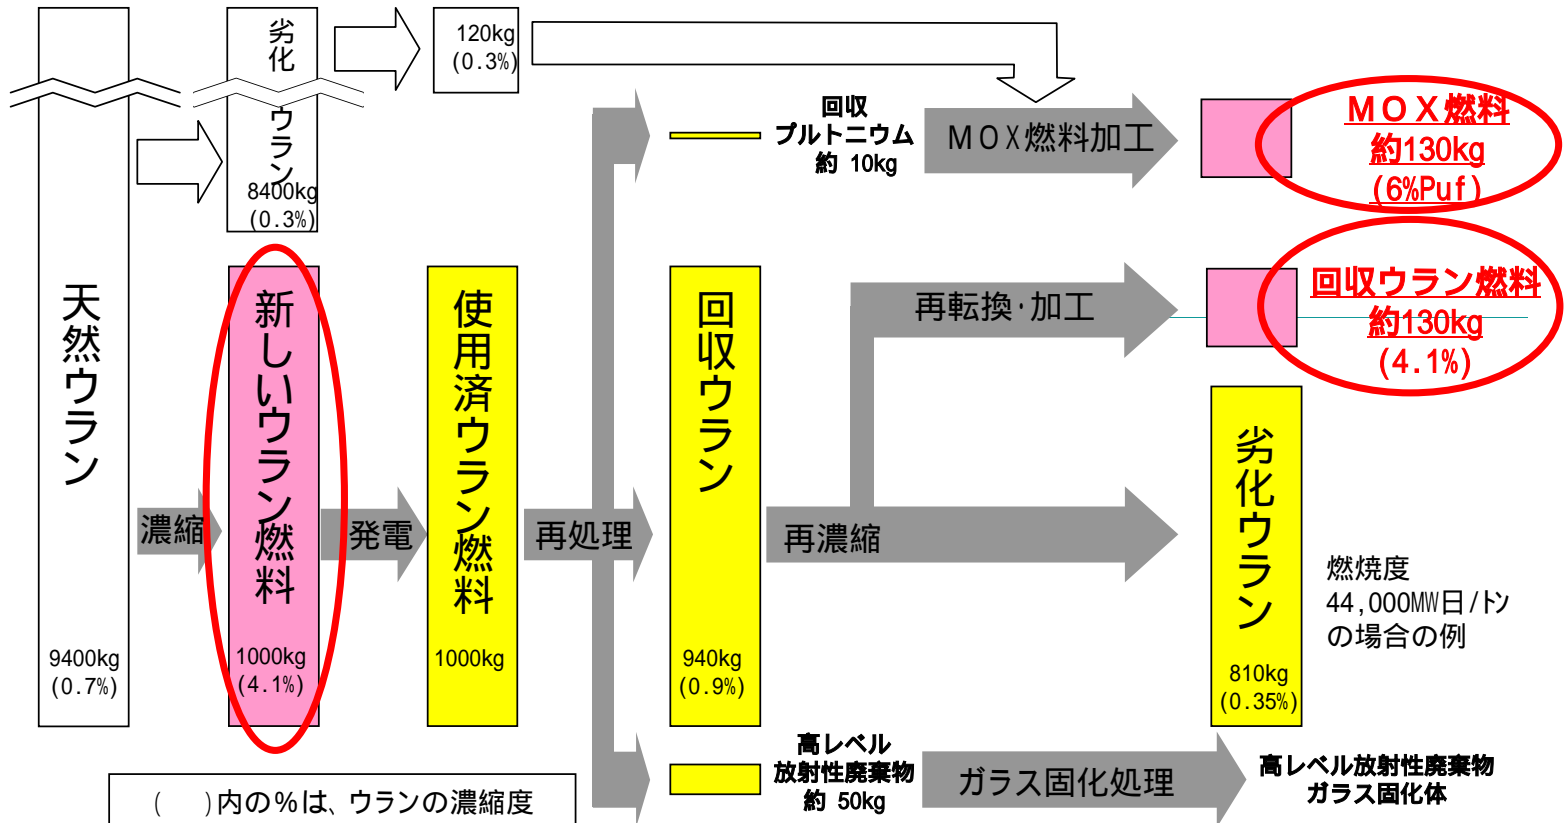 劣化ウラン
8400kg
(0.3%)
120kg
(0.3%)
回収
プルトニウム
約 10kg
MOX燃料加工
MOX燃料
約130kg
(6%Puf)
天然ウラン
9400kg
(0.7%)
濃縮
新しいウラン燃料
1000kg
(4.1%)
発電
使用済ウラン燃料
1000kg
再処理
回収ウラン
940kg
(0.9%)
再転換・加工
回収ウラン燃料
約130kg
(4.1%)
再濃縮
劣化ウラン
810kg
(0.35%)
燃焼度
44,000MW日/トン
の場合の例
高レベル
放射性廃棄物
約 50kg
ガラス固化処理
高レベル放射性廃棄物
ガラス固化体
(　)内の%は、ウランの濃縮度